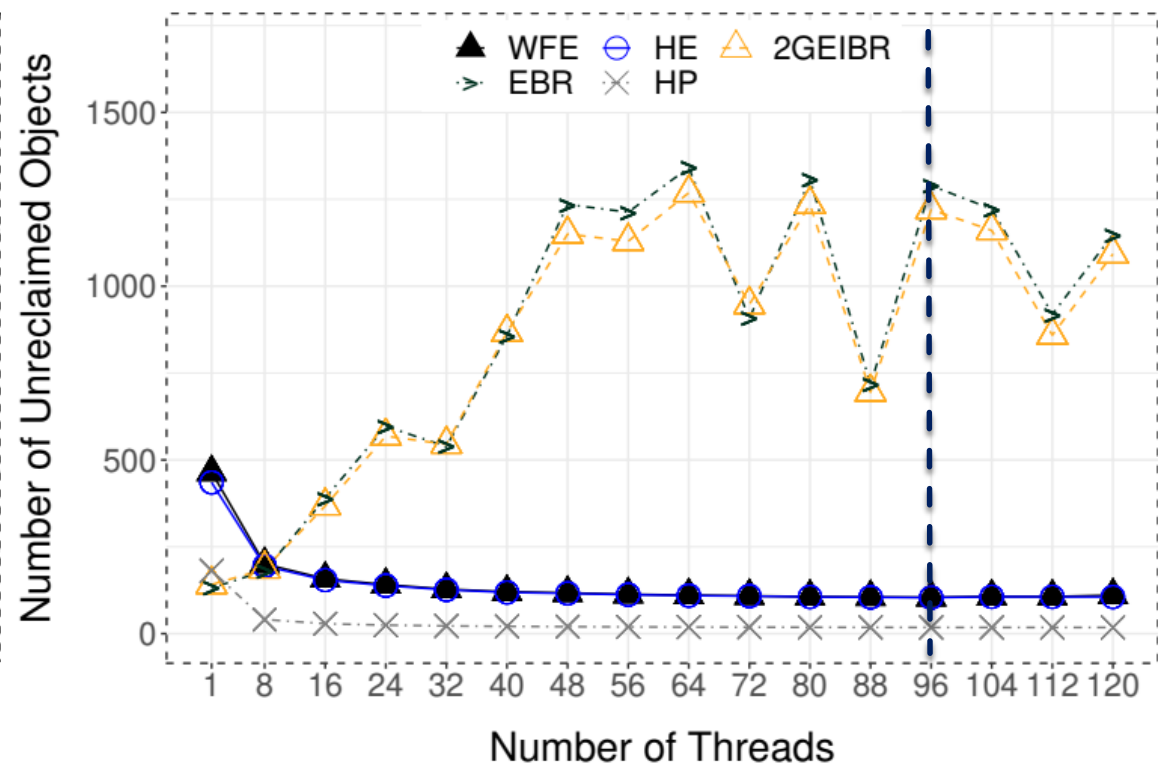 WFE HE 2GEIBR
EBR HP
Number of Unreclaimed Objects
1500
1000
500
0
1 8 16 24 32 40 48 56 64 72 80 88 96 104 112 120
Number of Threads